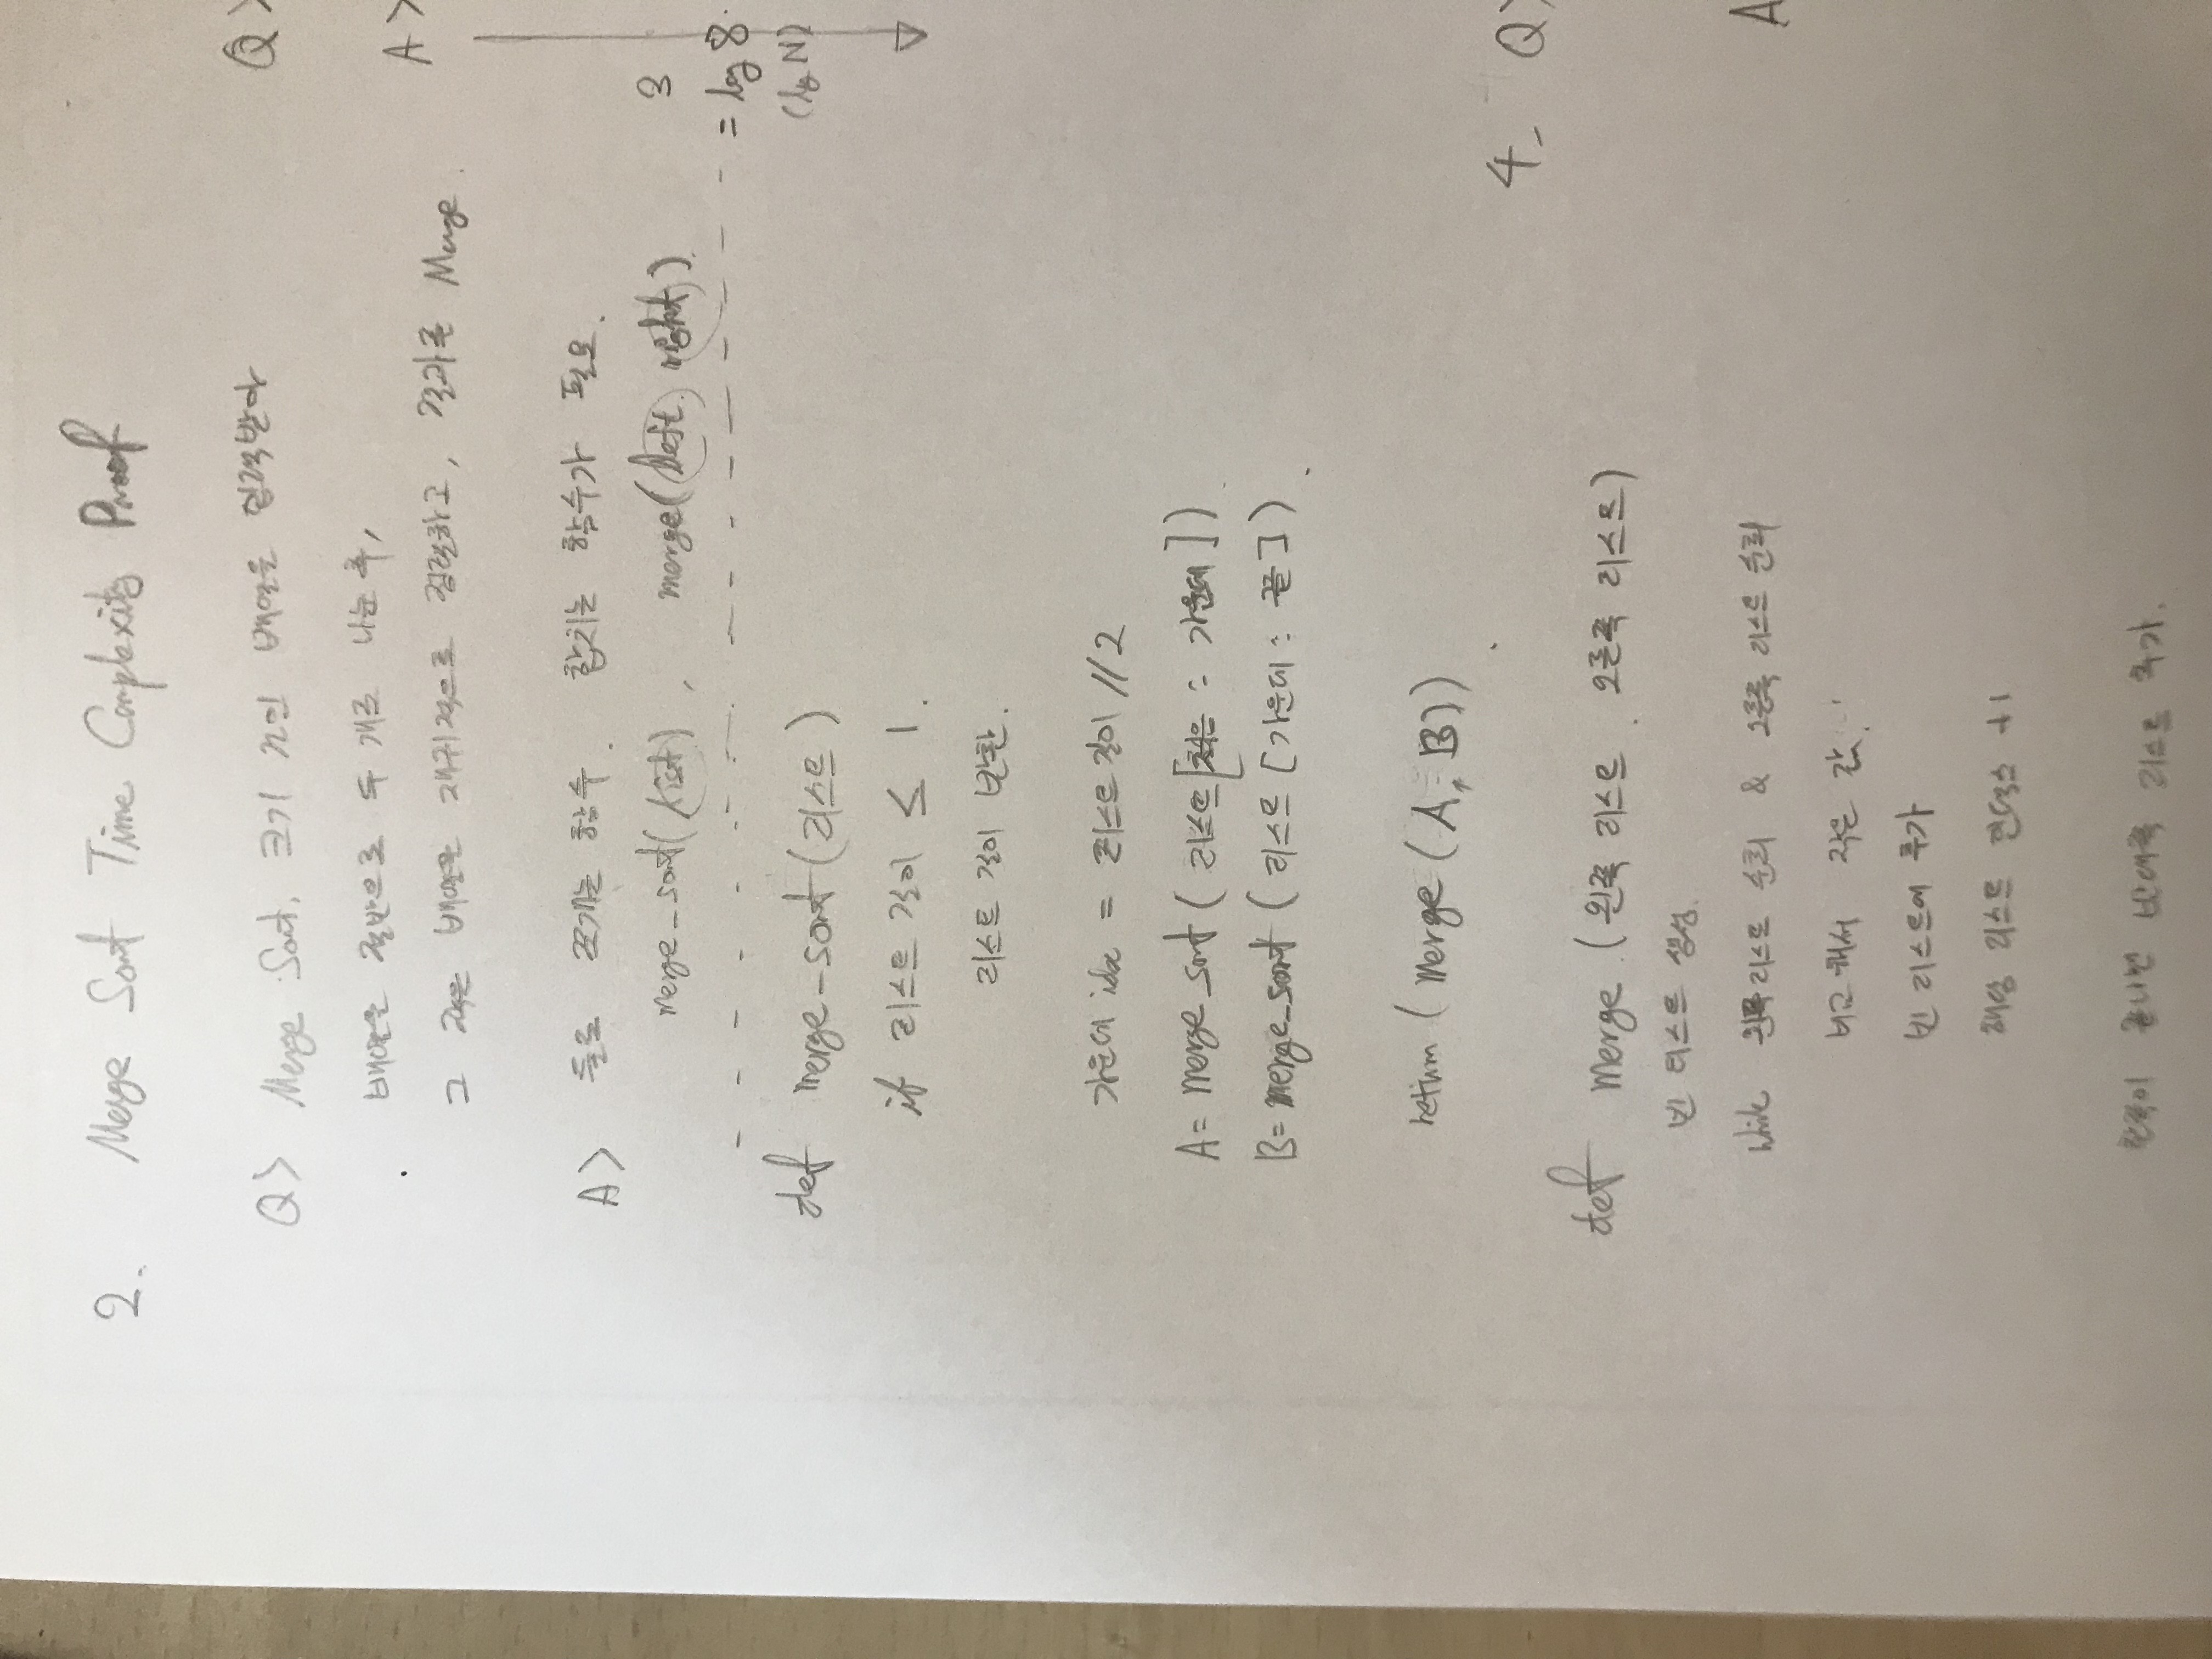 2. Merge Sort Time Complexity Proof
Q> Merge Sort, 크기 n인 배열을 입력받아
배열을 절반으로 두 개로 나눈 후,
그 작은 배열을 재귀적으로 정렬하고, 결과를 Merge.
A> 둘로 쪼개는 함수. 합치는 함수가 필요.
merge_sort(list), merge(left, right).
def merge_sort(리스트)
if 리스트 길이 ≤ 1.
리스트 길이 반환.
가운데 idx = 리스트 길이 // 2
A = merge_sort(리스트[처음 : 가운데])
B = merge_sort(리스트[가운데 : 끝])
return (merge(A, B))
def merge(왼쪽 리스트, 오른쪽 리스트)
빈 리스트 생성.
while 왼쪽 리스트 순회 & 오른쪽 리스트 순회
비교해서 작은 값.
빈 리스트에 추가
해당 리스트 인덱스 +1
한쪽이 끝나면 반대쪽 리스트 추가.
Q>
A>
3
= log 8
(log N)
4. Q>
A